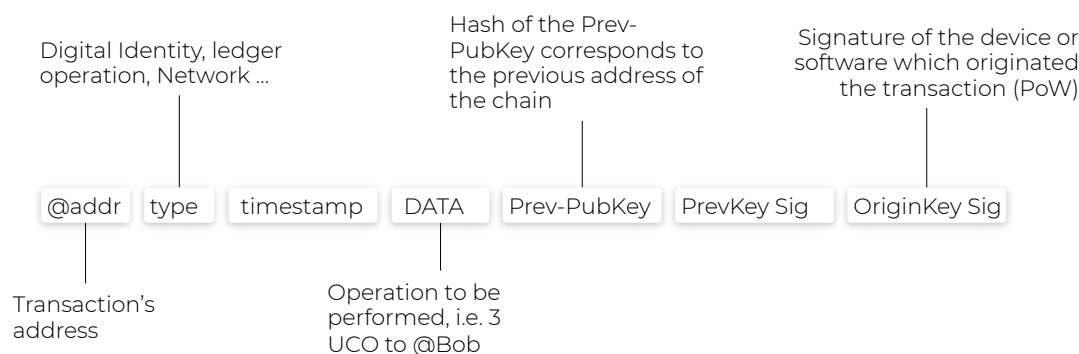 Digital Identity, ledger
operation, Network ...
Hash of the Prev-
PubKey corresponds to
the previous address of
the chain
Signature of the device or
software which originated
the transaction (PoW)
@addr type timestamp DATA Prev-PubKey PrevKey Sig OriginKey Sig
Transaction's
address
Operation to be
performed, i.e. 3
UCO to @Bob